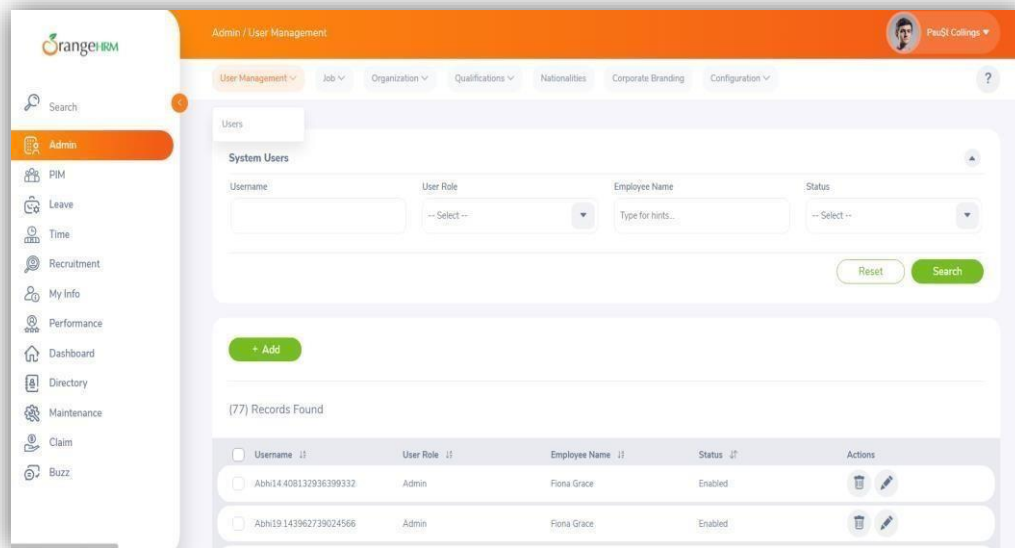 OrangeHRM
Admin / User Management
PauSt Collings
User Management Job Organization Qualifications Nationalities Corporate Branding Configuration ?
Search
Users
Admin
System Users
PIM
Username User Role Employee Name Status
Leave
-- Select -- Type for hints... -- Select --
Time
Recruitment
Reset Search
My Info
Performance
+ Add
Dashboard
Directory
(77) Records Found
Maintenance
Claim
Username User Role Employee Name Status Actions
Buzz
Abhi14.408132936399332 Admin Fiona Grace Enabled
Abhi19.143962739024566 Admin Fiona Grace Enabled